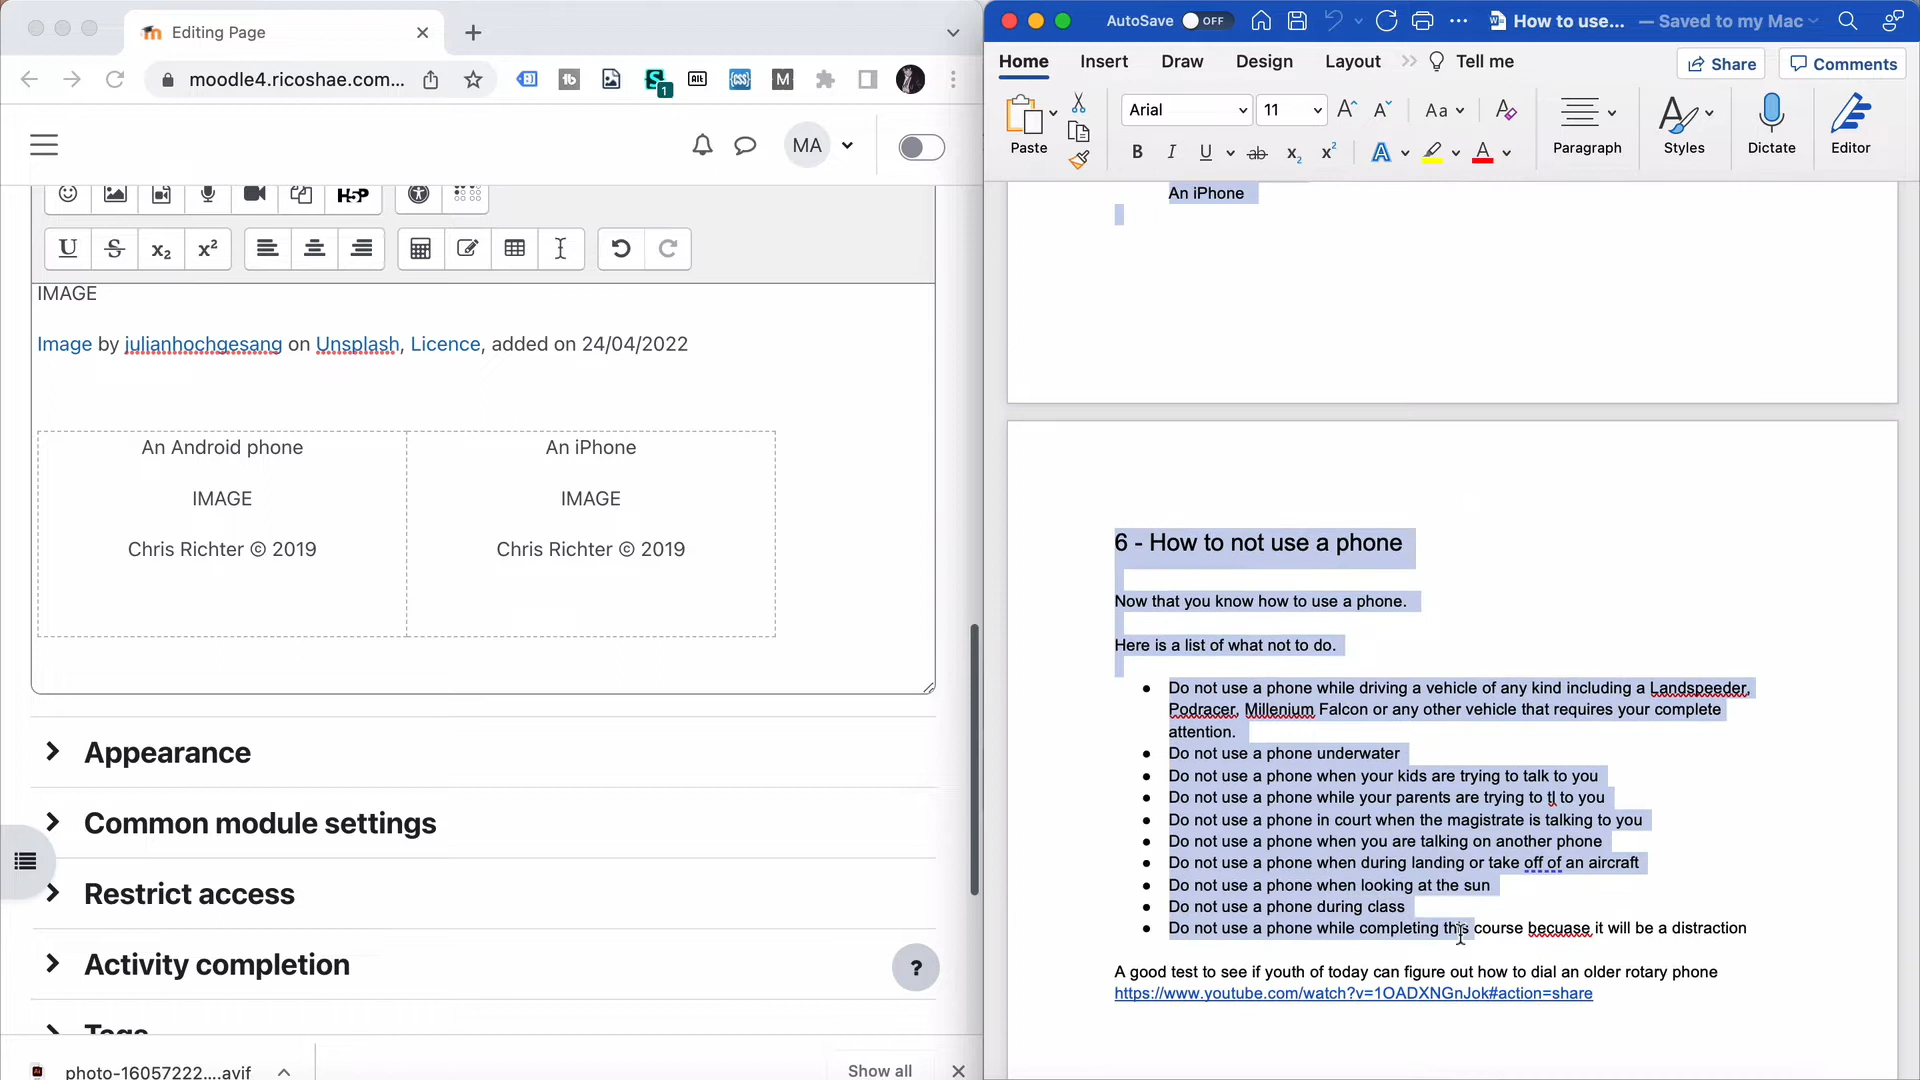 Editing Page
moodle4.ricoshae.com...
1
MA
H5P
IMAGE
Image by julianhochgesang on Unsplash, Licence, added on 24/04/2022
An Android phone
An iPhone
IMAGE
IMAGE
Chris Richter © 2019
Chris Richter © 2019
Appearance
Common module settings
Restrict access
Activity completion
?
Tags
photo-16057222....avif
Show all
AutoSave OFF
How to use...
— Saved to my Mac
Home
Insert
Draw
Design
Layout
Tell me
Share
Comments
Paste
Arial
11
Paragraph
Styles
Dictate
Editor
An iPhone
6 - How to not use a phone
Now that you know how to use a phone.
Here is a list of what not to do.
● Do not use a phone while driving a vehicle of any kind including a Landspeeder,
Podracer, Millenium Falcon or any other vehicle that requires your complete
attention.
● Do not use a phone underwater
● Do not use a phone when your kids are trying to talk to you
● Do not use a phone while your parents are trying to tl to you
● Do not use a phone in court when the magistrate is talking to you
● Do not use a phone when you are talking on another phone
● Do not use a phone when during landing or take off of an aircraft
● Do not use a phone when looking at the sun
● Do not use a phone during class
● Do not use a phone while completing this course becuase it will be a distraction
A good test to see if youth of today can figure out how to dial an older rotary phone
https://www.youtube.com/watch?v=1OADXNGnJok#action=share